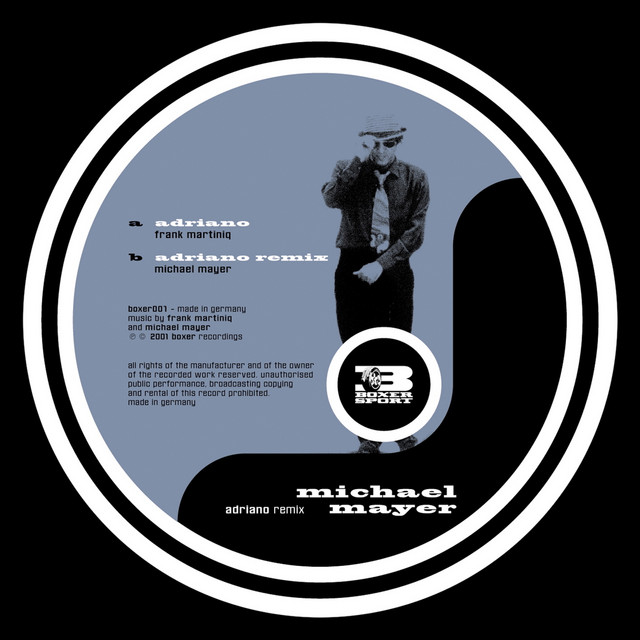 a adriano
frank martiniq
b adriano remix
michael mayer
boxer001 - made in germany
music by frank martiniq
and michael mayer
℗ © 2001 boxer recordings
all rights of the manufacturer and of the owner
of the recorded work reserved. unauthorised
public performance, broadcasting copying
and rental of this record prohibited.
made in germany
B
BOXER
SPORT
michael
adriano remix mayer